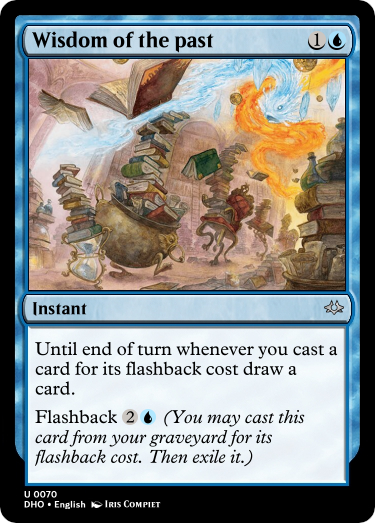 Wisdom of the past 1
Instant
Until end of turn whenever you cast a
card for its flashback cost draw a
card.
Flashback 2 (You may cast this
card from your graveyard for its
flashback cost. Then exile it.)
U 0070
DHO • English Iris Compiet